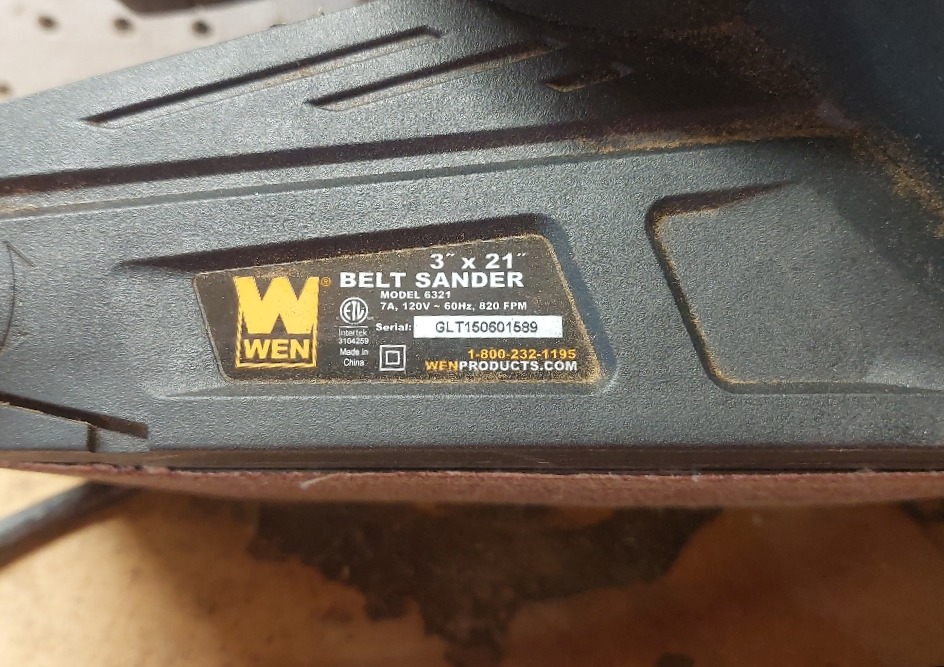 3" x 21"
BELT SANDER
MODEL 6321
7A, 120V ~ 60Hz, 820 FPM
W®
WEN
ETL
Intertek
3104259
Serial: GLT150601589
Made in
China
1-800-232-1195
WENPRODUCTS.COM